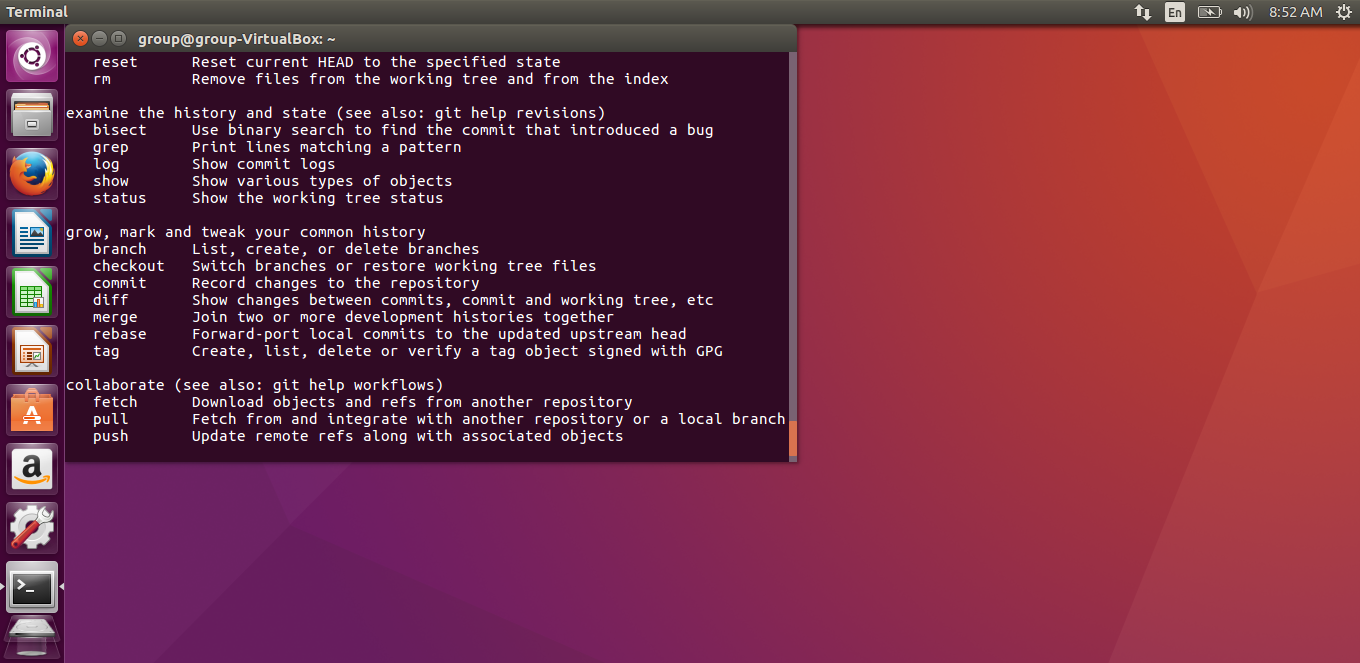 Terminal
En
8:52 AM
group@group-VirtualBox: ~
reset Reset current HEAD to the specified state
rm Remove files from the working tree and from the index
examine the history and state (see also: git help revisions)
bisect Use binary search to find the commit that introduced a bug
grep Print lines matching a pattern
log Show commit logs
show Show various types of objects
status Show the working tree status
grow, mark and tweak your common history
branch List, create, or delete branches
checkout Switch branches or restore working tree files
commit Record changes to the repository
diff Show changes between commits, commit and working tree, etc
merge Join two or more development histories together
rebase Forward-port local commits to the updated upstream head
tag Create, list, delete or verify a tag object signed with GPG
collaborate (see also: git help workflows)
fetch Download objects and refs from another repository
pull Fetch from and integrate with another repository or a local branch
push Update remote refs along with associated objects
a
>_